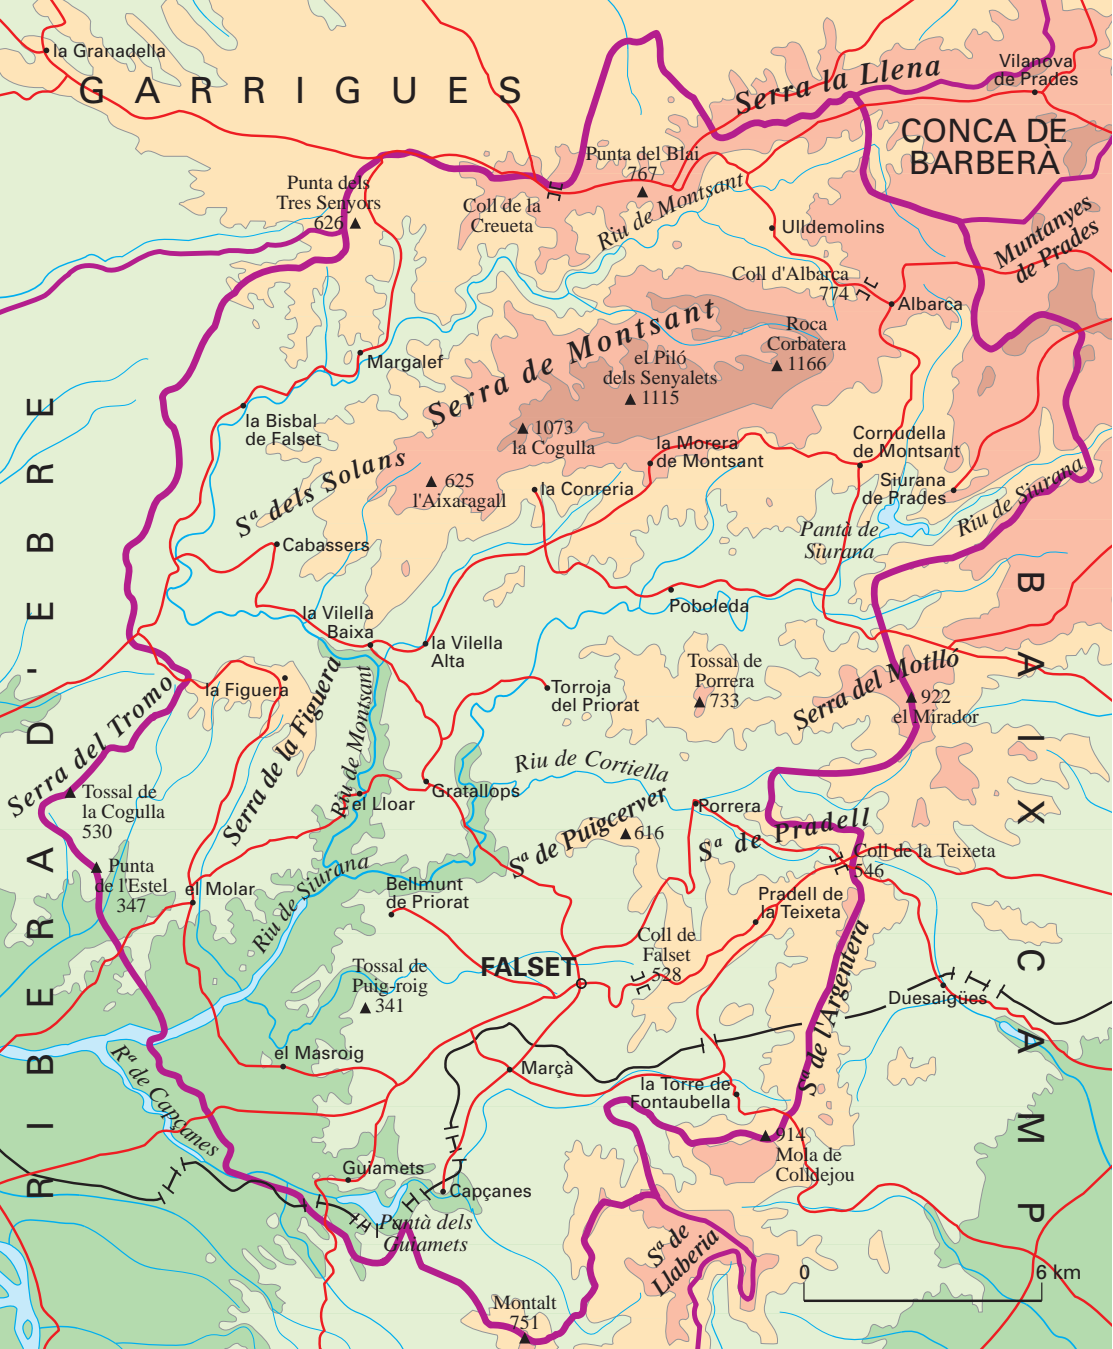 la Granadella
GARRIGUES
Serra la Llena
Vilanova
de Prades
CONCA DE
BARBERÀ
Punta del Blai
767
Punta dels
Tres Senyors
626
Coll de la
Creueta
Riu de Montsant
Ulldemolins
Muntanyes
de Prades
Coll d'Albarca
774
Albarca
Serra de Montsant
Roca
Corbatera
1166
el Piló
dels Senyalets
1115
Margalef
la Bisbal
de Falset
1073
la Cogulla
la Morera
de Montsant
Cornudella
de Montsant
Siurana
de Prades
Sª dels Solans
625
l'Aixaragall
la Conreria
Riu de Siurana
Pantà de
Siurana
Cabassers
RIBERA D'EBRE
BAIX CAMP
Poboleda
la Vilella
Baixa
la Vilella
Alta
la Figuera
Serra de la Figuera
Riu de Montsant
Torroja
del Priorat
Tossal de
Porrera
733
Serra del Motlló
922
el Mirador
Serra del Tromo
Tossal de
la Cogulla
530
el Lloar
Gratallops
Riu de Cortiella
Porrera
Sª de Puigcerver
616
Sª de Pradell
Coll de la Teixeta
546
Punta
de l'Estel
347
el Molar
Riu de Siurana
Bellmunt
de Priorat
Pradell de
la Teixeta
Coll de
Falset
528
FALSET
Tossal de
Puig-roig
341
Sª de l'Argentera
Duesaigües
Rª de Capçanes
el Masroig
Marçà
la Torre de
Fontaubella
914
Mola de
Colldejou
Guiamets
Capçanes
Pantà dels
Guiamets
Sª de
Llaberia
0 6 km
Montalt
751